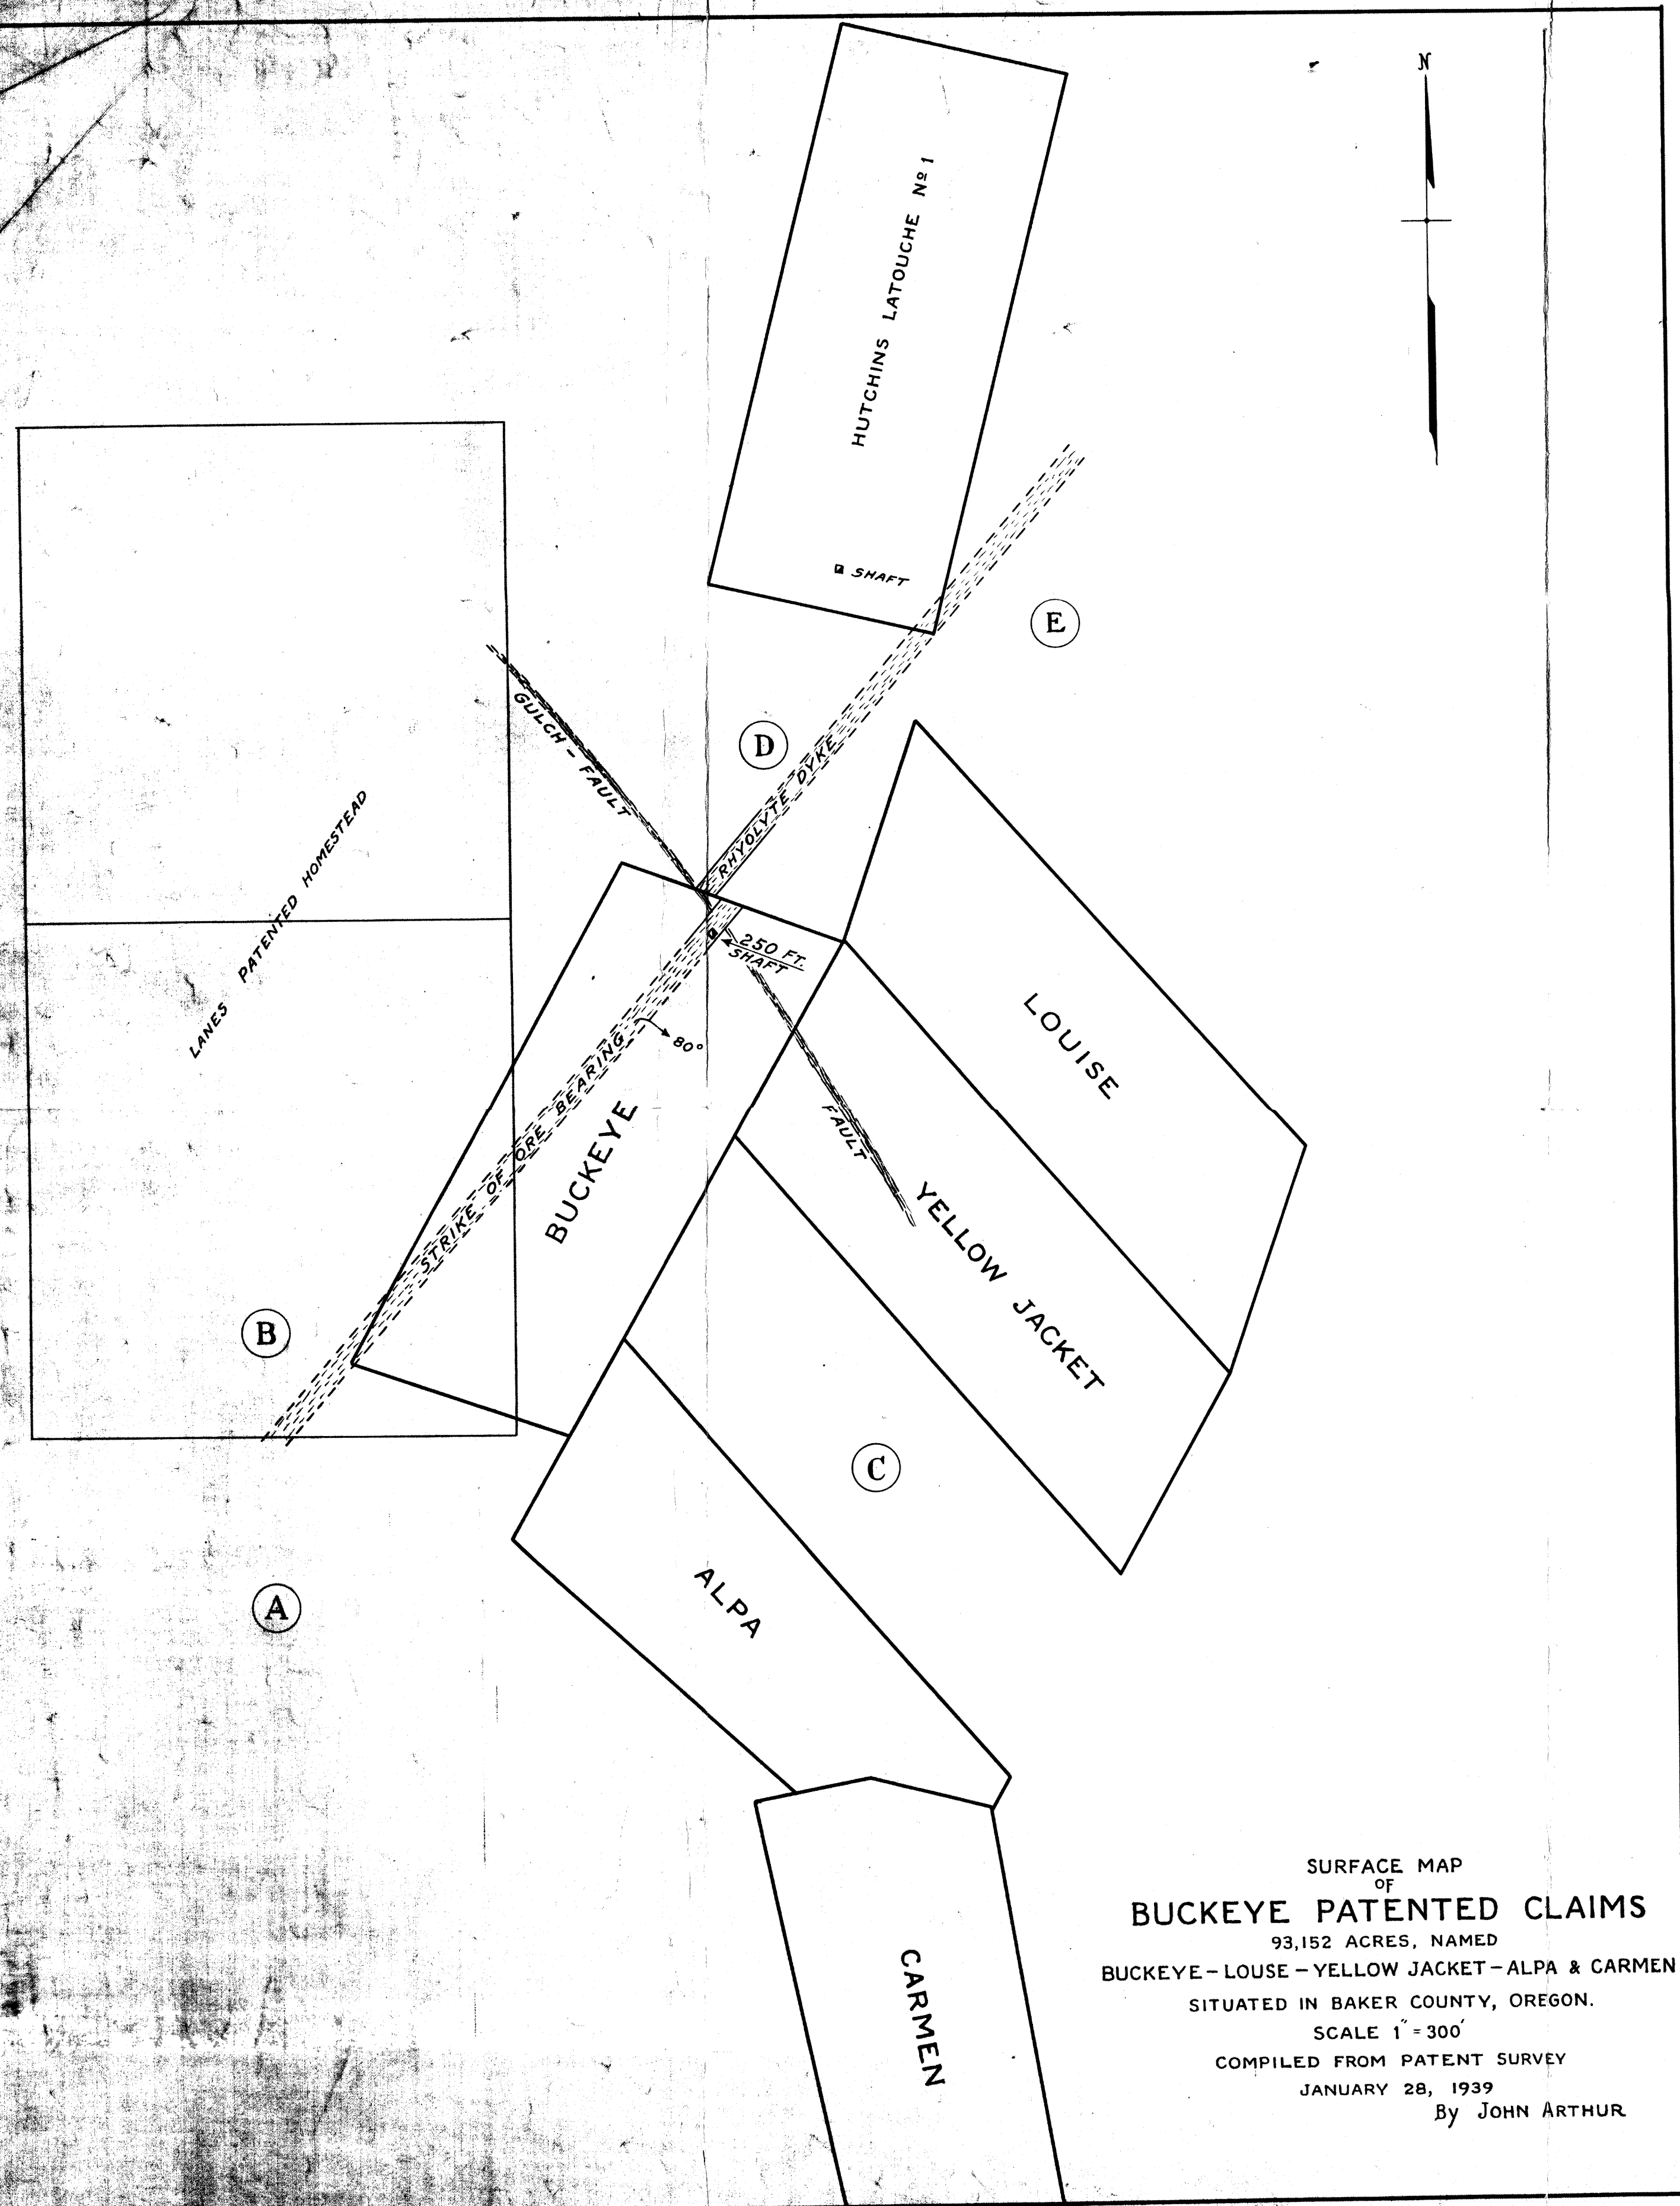 N
HUTCHINS LATOUCHE Nº 1
SHAFT
E
D
GULCH - FAULT
RHYOLYTE DYKE
LANES PATENTED HOMESTEAD
250 FT.
SHAFT
80°
STRIKE OF ORE BEARING
BUCKEYE
LOUISE
FAULT
YELLOW JACKET
B
C
A
ALPA
CARMEN
SURFACE MAP
OF
BUCKEYE PATENTED CLAIMS
93,152 ACRES, NAMED
BUCKEYE-LOUSE-YELLOW JACKET-ALPA & CARMEN
SITUATED IN BAKER COUNTY, OREGON.
SCALE 1" = 300'
COMPILED FROM PATENT SURVEY
JANUARY 28, 1939
By JOHN ARTHUR